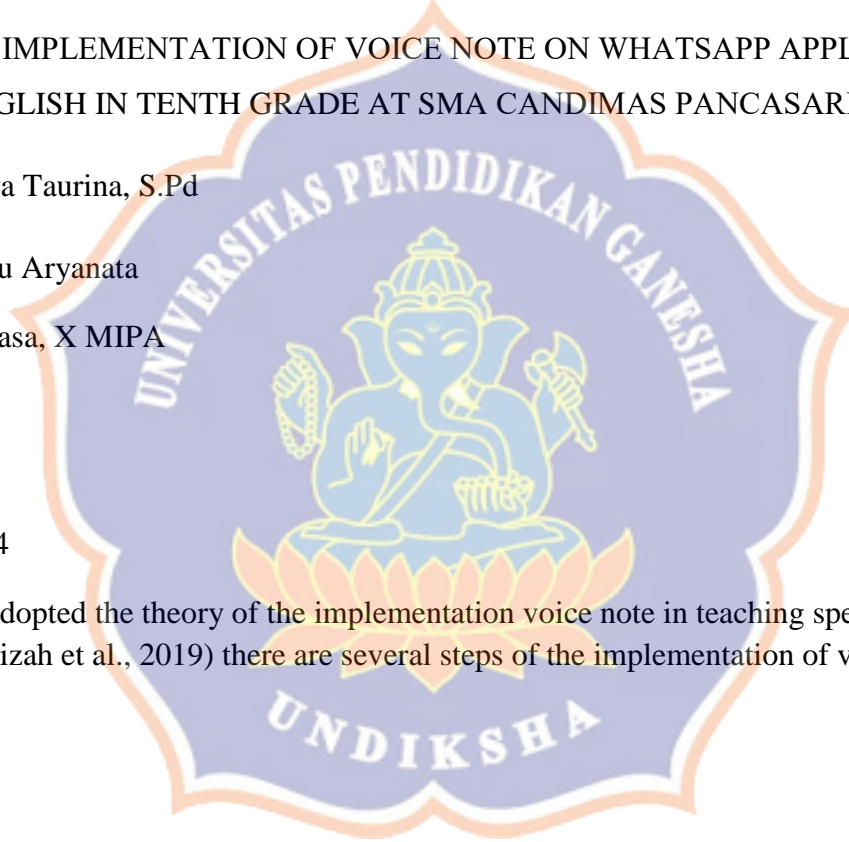 IMPLEMENTATION OF VOICE NOTE ON WHATSAPP APPL
GLISH IN TENTH GRADE AT SMA CANDIMAS PANCASARI
a Taurina, S.Pd
u Aryanata
asa, X MIPA
4
dopted the theory of the implementation voice note in teaching spe
izah et al., 2019) there are several steps of the implementation of v
UNIVERSITAS PENDIDIKAN GANESHA
UNDIKSHA